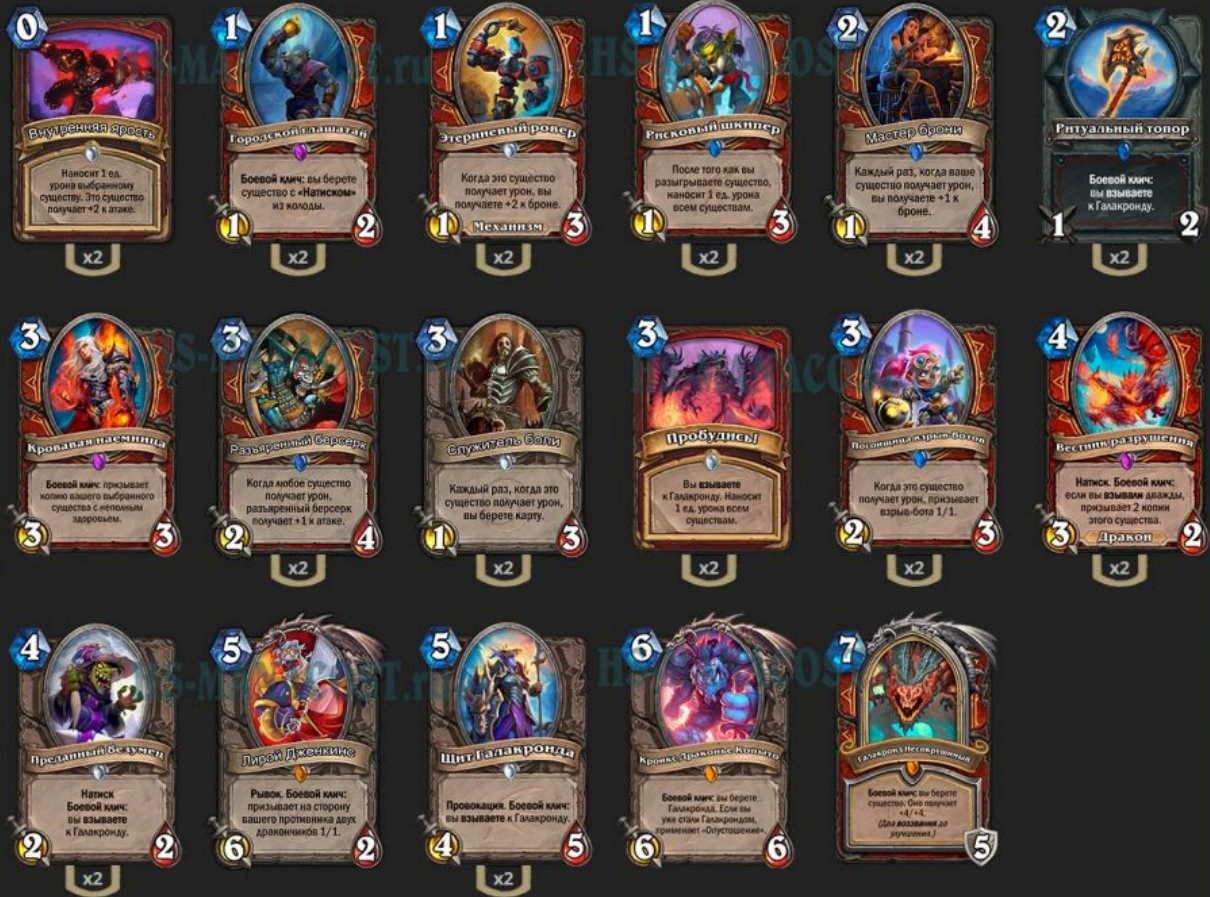 0
Внутренняя ярость
Наносит 1 ед.
урона выбранному
существу. Это существо
получает +2 к атаке.
x2
1
Городской глашатай
Боевой клич: вы берете
существо с «Натиском»
из колоды.
1
2
x2
1
Этериевый ровер
Когда это существо
получает урон, вы
получаете +2 к броне.
1
Механизм
3
x2
1
Рисковый шкипер
После того как вы
разыгрываете существо,
наносит 1 ед. урона
всем существам.
1
3
x2
2
Мастер брони
Каждый раз, когда ваше
существо получает урон,
вы получаете +1 к
броне.
1
4
x2
2
Ритуальный топор
Боевой клич:
вы взываете
к Галакронду.
1
2
x2
3
Кровавая наемница
Боевой клич: призывает
копию вашего выбранного
существа с неполным
здоровьем.
3
3
3
Разъяренный берсерк
Когда любое существо
получает урон,
разъяренный берсерк
получает +1 к атаке.
2
4
x2
3
Служитель боли
Каждый раз, когда это
существо получает урон,
вы берете карту.
1
3
x2
3
Пробудись!
Вы взываете
к Галакронду. Наносит
1 ед. урона всем
существам.
x2
3
Погонщица взрыв-ботов
Когда это существо
получает урон, призывает
взрыв-бота 1/1.
2
3
x2
4
Вестник разрушения
Натиск. Боевой клич:
если вы взывали дважды,
призывает 2 копии
этого существа.
3
Дракон
2
x2
4
Преданный безумец
Натиск
Боевой клич:
вы взываете
к Галакронду.
2
2
x2
5
Лирой Дженкинс
Рывок. Боевой клич:
призывает на сторону
вашего противника двух
дракончиков 1/1.
6
2
5
Щит Галакронда
Провокация. Боевой клич:
вы взываете к Галакронду.
4
5
x2
6
Кроникс Драконье Копыто
Боевой клич: вы берете
Галакронда. Если вы
уже стали Галакрондом,
применяет «Опустошение».
6
6
7
Галакронд Несокрушимый
Боевой клич: вы берете
существо. Оно получает
+4/+4.
(Два воззвания до
улучшения.)
5